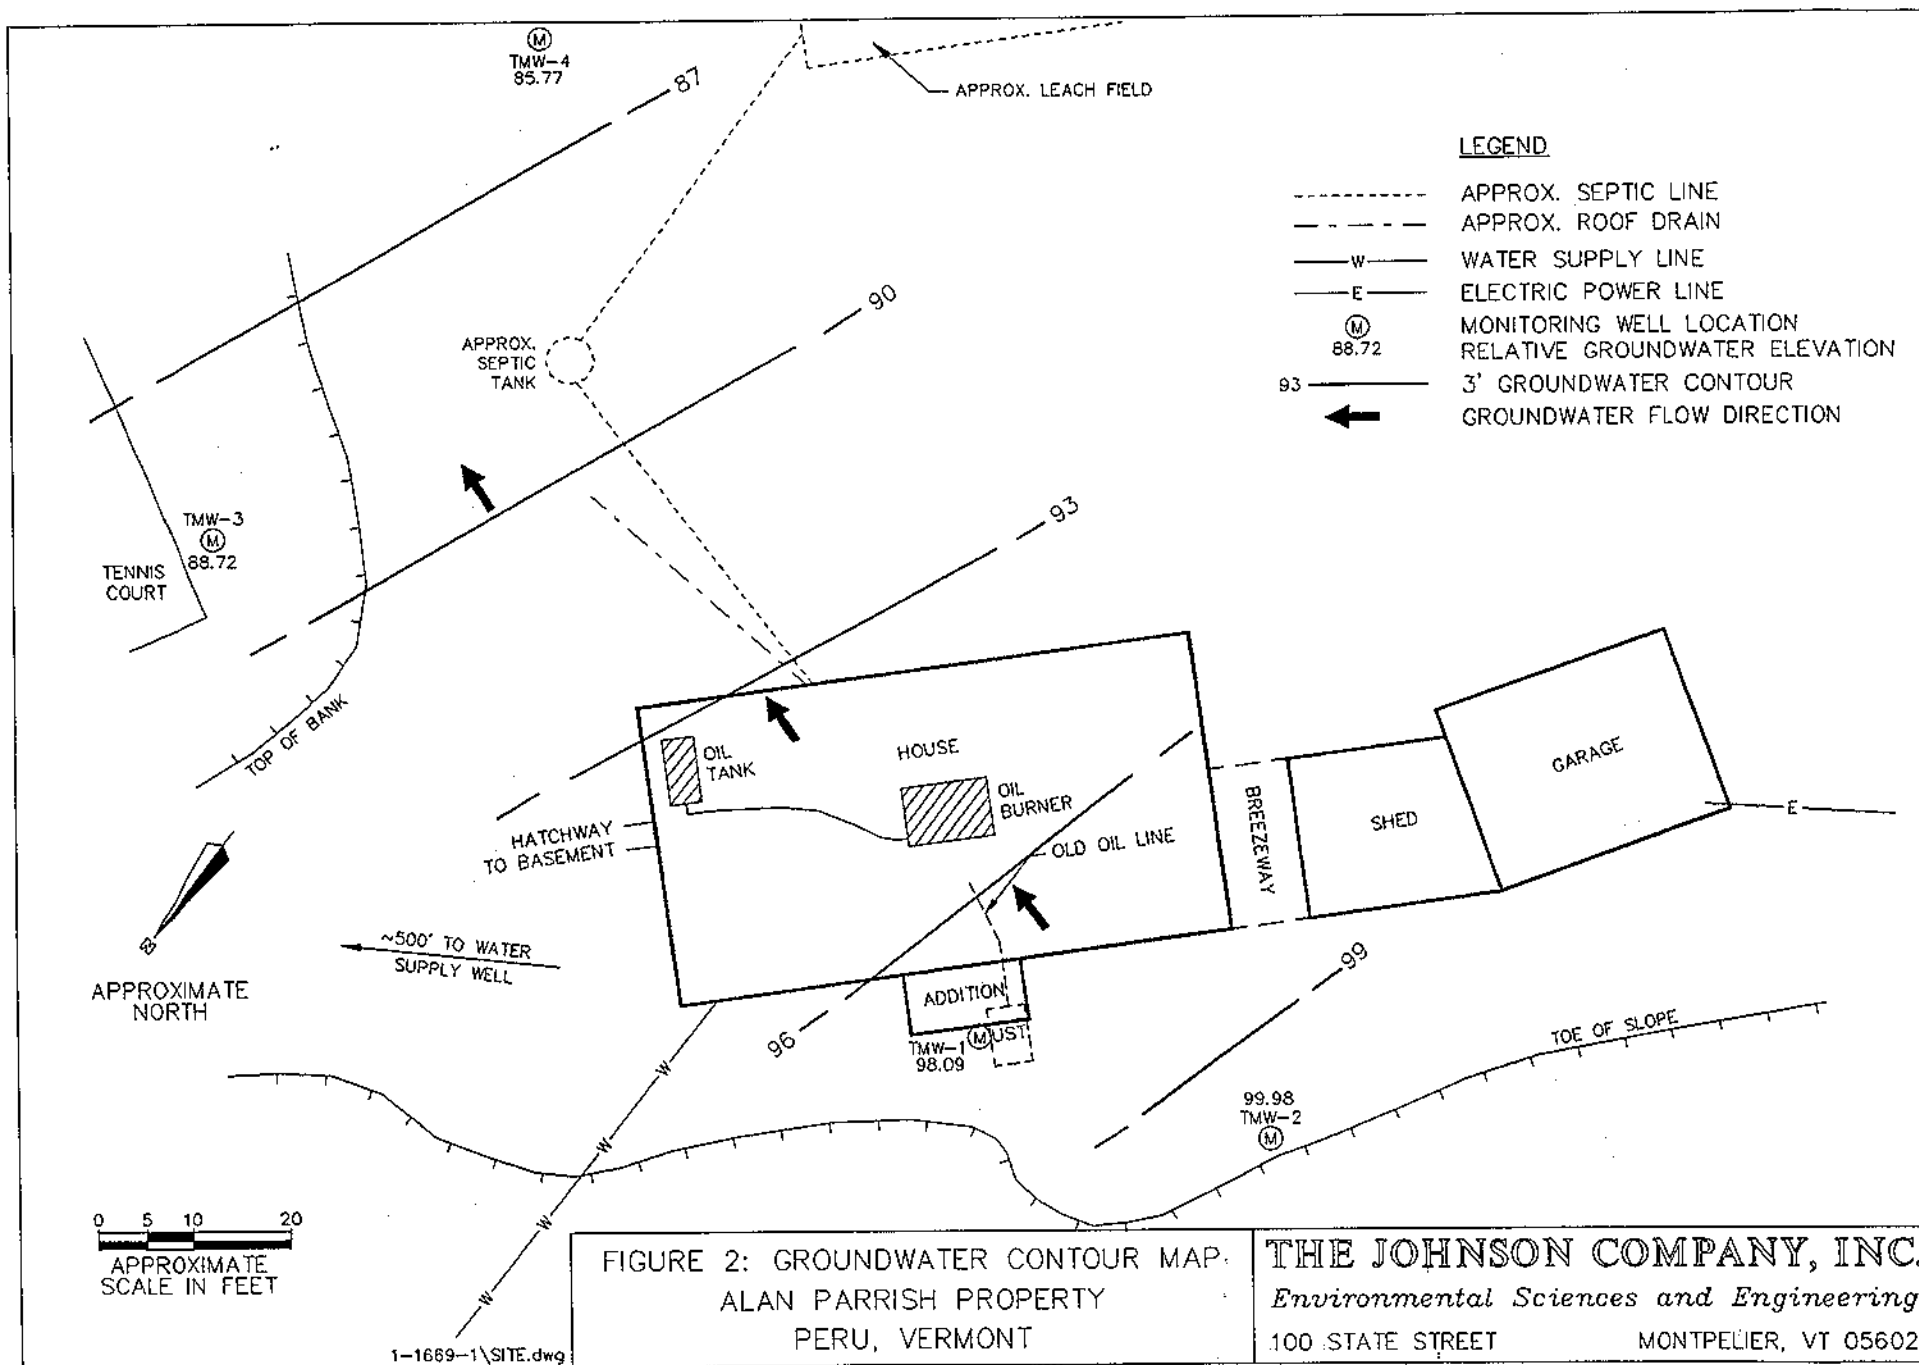 M
TMW-4
85.77
87
APPROX. LEACH FIELD
LEGEND
APPROX. SEPTIC LINE
APPROX. ROOF DRAIN
W WATER SUPPLY LINE
E ELECTRIC POWER LINE
M MONITORING WELL LOCATION
88.72 RELATIVE GROUNDWATER ELEVATION
93 3' GROUNDWATER CONTOUR
GROUNDWATER FLOW DIRECTION
90
APPROX.
SEPTIC
TANK
93
TMW-3
M
88.72
TENNIS
COURT
TOP OF BANK
OIL
TANK
HOUSE
OIL
BURNER
HATCHWAY
TO BASEMENT
OLD OIL LINE
BREEZEWAY
SHED
GARAGE
E
~500' TO WATER
SUPPLY WELL
APPROXIMATE
NORTH
ADDITION
96
TMW-1 M UST
98.09
99
99.98
TMW-2
M
TOE OF SLOPE
W
W
W
W
0 5 10 20
APPROXIMATE
SCALE IN FEET
1-1669-1\SITE.dwg
FIGURE 2: GROUNDWATER CONTOUR MAP
ALAN PARRISH PROPERTY
PERU, VERMONT
THE JOHNSON COMPANY, INC.
Environmental Sciences and Engineering
100 STATE STREET MONTPELIER, VT 05602